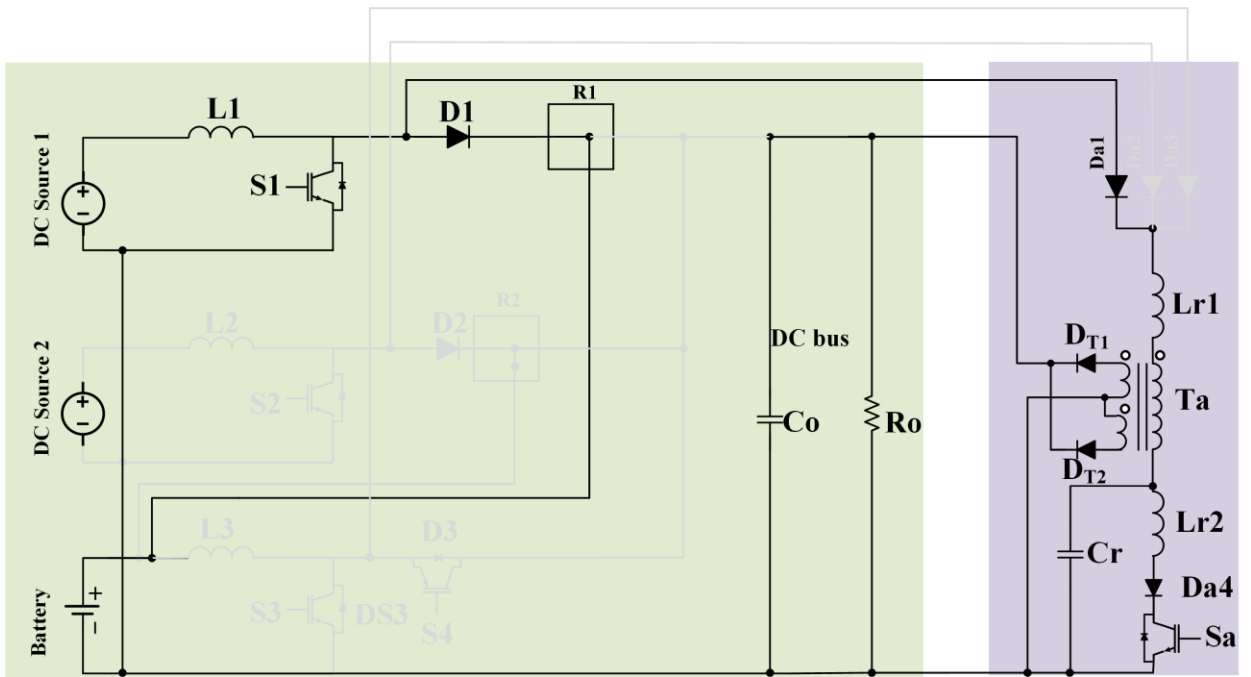 L1
D1
R1
DC Source 1
S1
Da1
Da2
Da3
L2
D2
R2
DC Source 2
S2
DC bus
Co
Ro
Lr1
DT1
Ta
DT2
Lr2
Cr
Da4
Sa
L3
D3
Battery
+
−
S3
DS3
S4